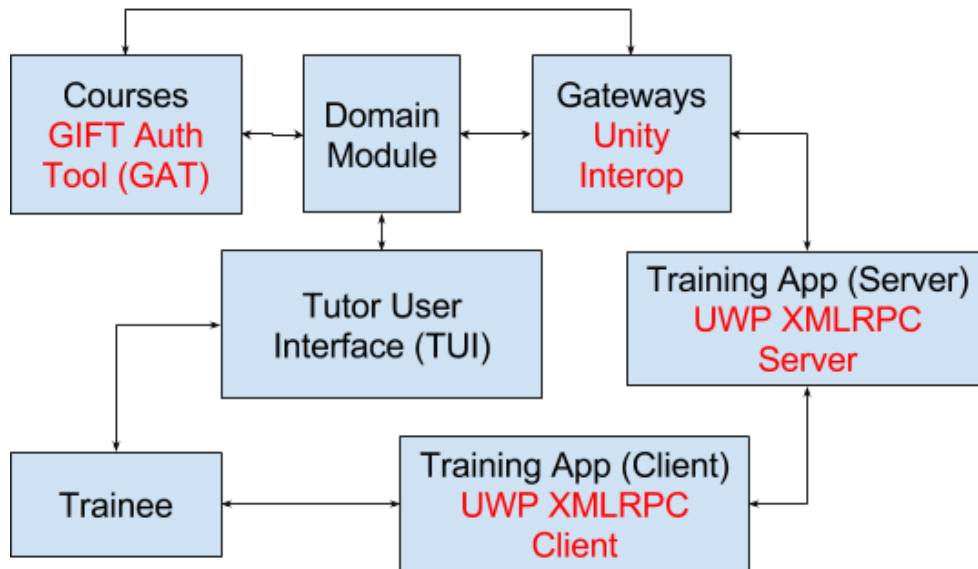 Courses
GIFT Auth
Tool (GAT)
Domain
Module
Gateways
Unity
Interop
Tutor User
Interface (TUI)
Training App (Server)
UWP XMLRPC
Server
Trainee
Training App (Client)
UWP XMLRPC
Client